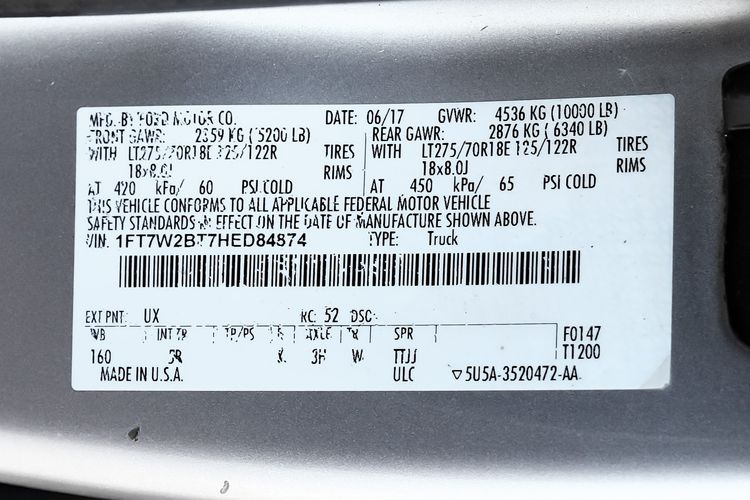 MFD. BY FORD MOTOR CO. DATE: 06/17 GVWR: 4536 KG (10000 LB)
FRONT GAWR: 2359 KG (5200 LB) REAR GAWR: 2876 KG (6340 LB)
WITH LT275/70R18E 125/122R TIRES WITH LT275/70R18E 125/122R TIRES
18x8.0J RIMS 18x8.0J RIMS
AT 420 kPa/ 60 PSI COLD AT 450 kPa/ 65 PSI COLD
THIS VEHICLE CONFORMS TO ALL APPLICABLE FEDERAL MOTOR VEHICLE
SAFETY STANDARDS IN EFFECT ON THE DATE OF MANUFACTURE SHOWN ABOVE.
VIN: 1FT7W2BT7HED84874 TYPE: Truck
EXT PNT: UX RC: 52 DSO:
WB INT TR TP/PS R AXLE TR SPR F0147
160 3H W TTJJ T1200
MADE IN U.S.A. ULC ▽5U5A-3520472-AA